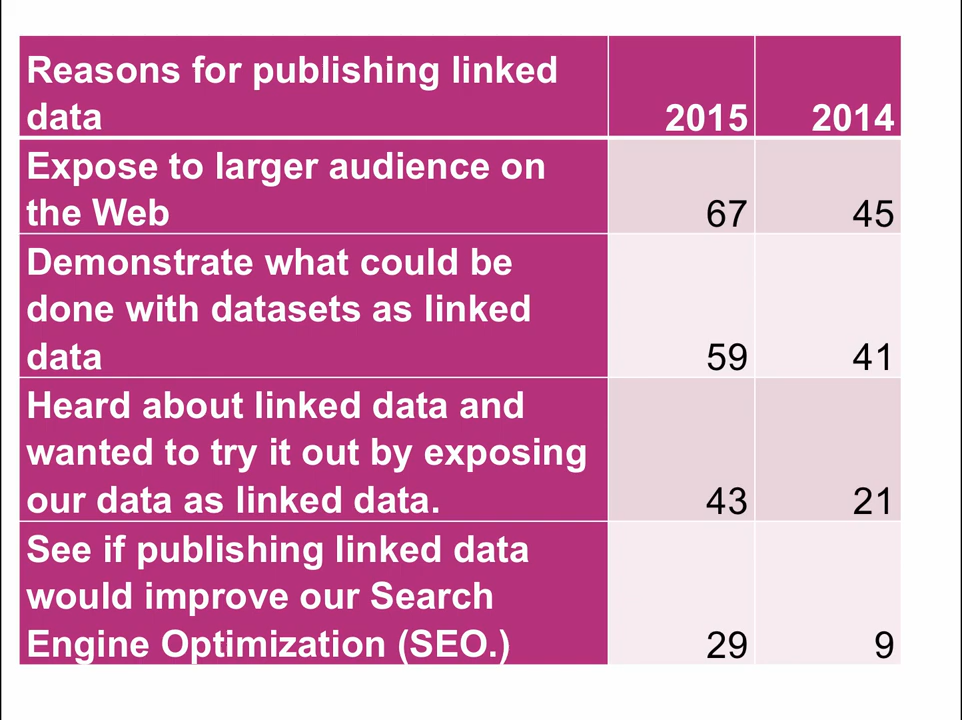 Reasons for publishing linked
data 2015 2014
Expose to larger audience on
the Web 67 45
Demonstrate what could be
done with datasets as linked
data 59 41
Heard about linked data and
wanted to try it out by exposing
our data as linked data. 43 21
See if publishing linked data
would improve our Search
Engine Optimization (SEO.) 29 9